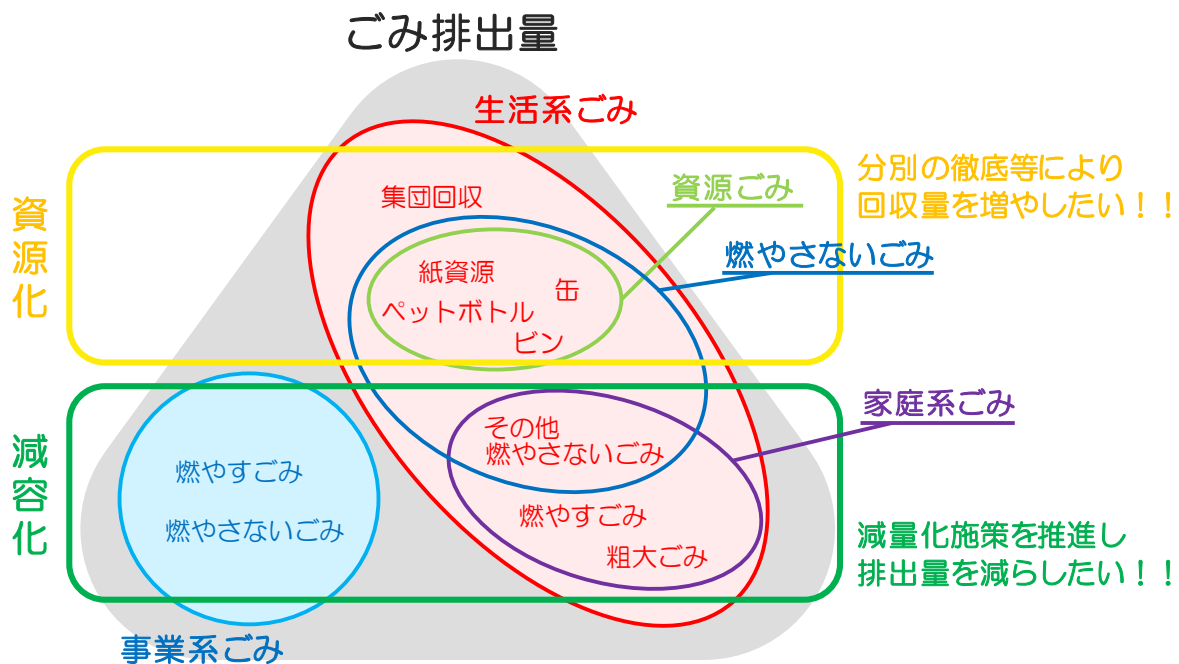 ごみ排出量
生活系ごみ
資源化
分別の徹底等により
回収量を増やしたい！！
集団回収
資源ごみ
燃やさないごみ
紙資源
缶
ペットボトル
ビン
減容化
家庭系ごみ
その他
燃やさないごみ
燃やすごみ
粗大ごみ
燃やすごみ
燃やさないごみ
減量化施策を推進し
排出量を減らしたい！！
事業系ごみ